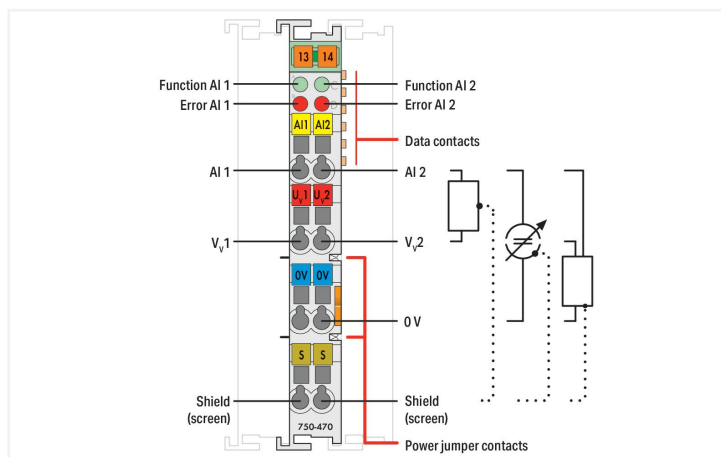 13 14
Function AI 1
Function AI 2
C
Error AI 1
Error AI 2
D
AI1 AI2
Data contacts
AI 1
AI 2
Uv1 Uv2
Vv1
Vv2
0V 0V
0 V
S S
Shield
(screen)
Shield
(screen)
750-470
Power jumper contacts